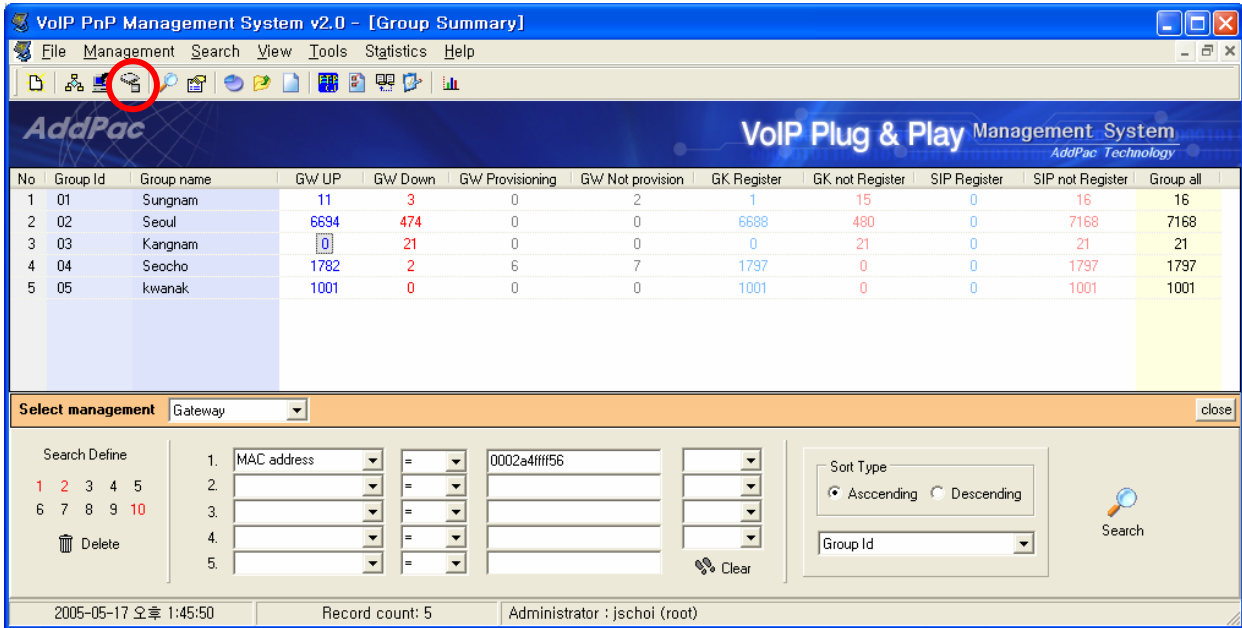 VoIP PnP Management System v2.0 - [Group Summary]
File Management Search View Tools Statistics Help
AddPac
VoIP Plug & Play Management System
AddPac Technology
No Group Id Group name GW UP GW Down GW Provisioning GW Not provision GK Register GK not Register SIP Register SIP not Register Group all
1 01 Sungnam 11 3 0 2 1 15 0 16 16
2 02 Seoul 6694 474 0 0 6688 480 0 7168 7168
3 03 Kangnam 0 21 0 0 0 21 0 21 21
4 04 Seocho 1782 2 6 7 1797 0 0 1797 1797
5 05 kwanak 1001 0 0 0 1001 0 0 1001 1001
Select management Gateway close
Search Define
1 2 3 4 5
6 7 8 9 10
Delete
1. MAC address = 0002a4ffff56
2. =
3. =
4. =
5. =
Clear
Sort Type
Asccending Descending
Group Id
Search
2005-05-17 오후 1:45:50 Record count: 5 Administrator : jschoi (root)